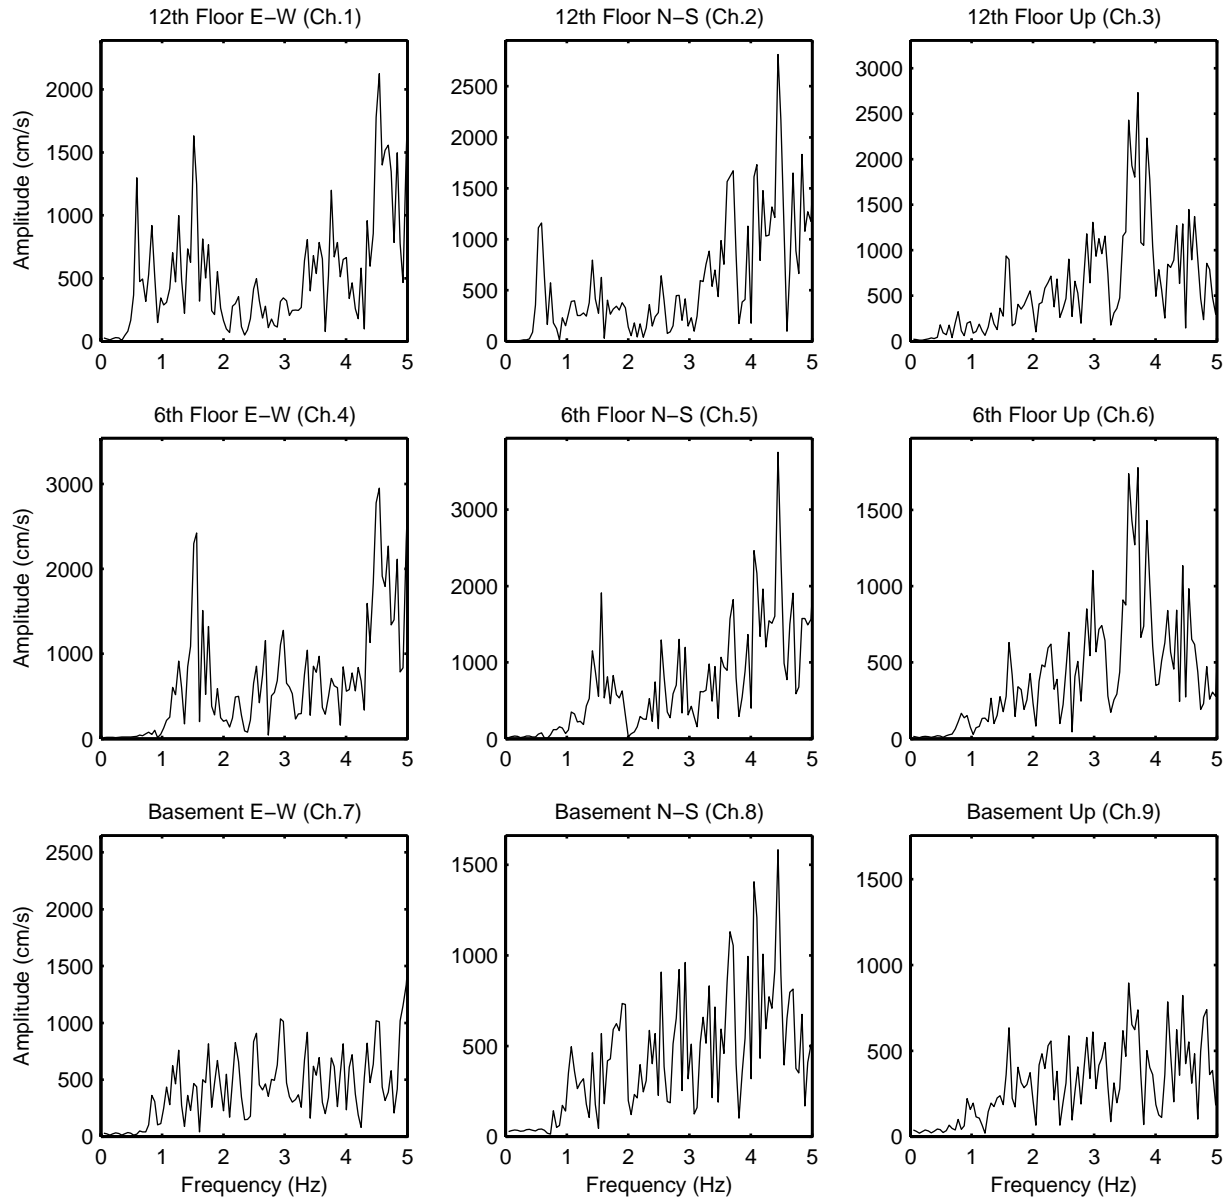 12th Floor E−W (Ch.1)
12th Floor N−S (Ch.2)
12th Floor Up (Ch.3)
Amplitude (cm/s)
2000
1500
1000
500
0
0 1 2 3 4 5
2500
2000
1500
1000
500
0
0 1 2 3 4 5
3000
2500
2000
1500
1000
500
0
0 1 2 3 4 5
6th Floor E−W (Ch.4)
6th Floor N−S (Ch.5)
6th Floor Up (Ch.6)
Amplitude (cm/s)
3000
2000
1000
0
0 1 2 3 4 5
3000
2000
1000
0
0 1 2 3 4 5
1500
1000
500
0
0 1 2 3 4 5
Basement E−W (Ch.7)
Basement N−S (Ch.8)
Basement Up (Ch.9)
Amplitude (cm/s)
2500
2000
1500
1000
500
0
0 1 2 3 4 5
Frequency (Hz)
1500
1000
500
0
0 1 2 3 4 5
Frequency (Hz)
1500
1000
500
0
0 1 2 3 4 5
Frequency (Hz)